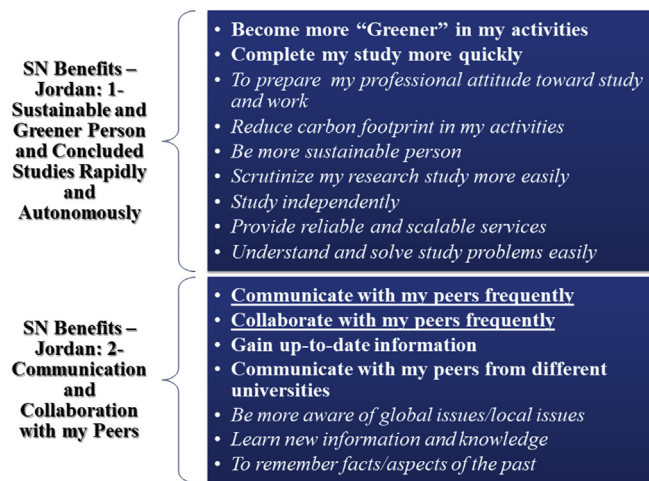 SN Benefits –
Jordan: 1-
Sustainable and
Greener Person
and Concluded
Studies Rapidly
and
Autonomously
• Become more “Greener” in my activities
• Complete my study more quickly
• To prepare my professional attitude toward study
and work
• Reduce carbon footprint in my activities
• Be more sustainable person
• Scrutinize my research study more easily
• Study independently
• Provide reliable and scalable services
• Understand and solve study problems easily
SN Benefits –
Jordan: 2-
Communication
and
Collaboration
with my Peers
• Communicate with my peers frequently
• Collaborate with my peers frequently
• Gain up-to-date information
• Communicate with my peers from different
universities
• Be more aware of global issues/local issues
• Learn new information and knowledge
• To remember facts/aspects of the past